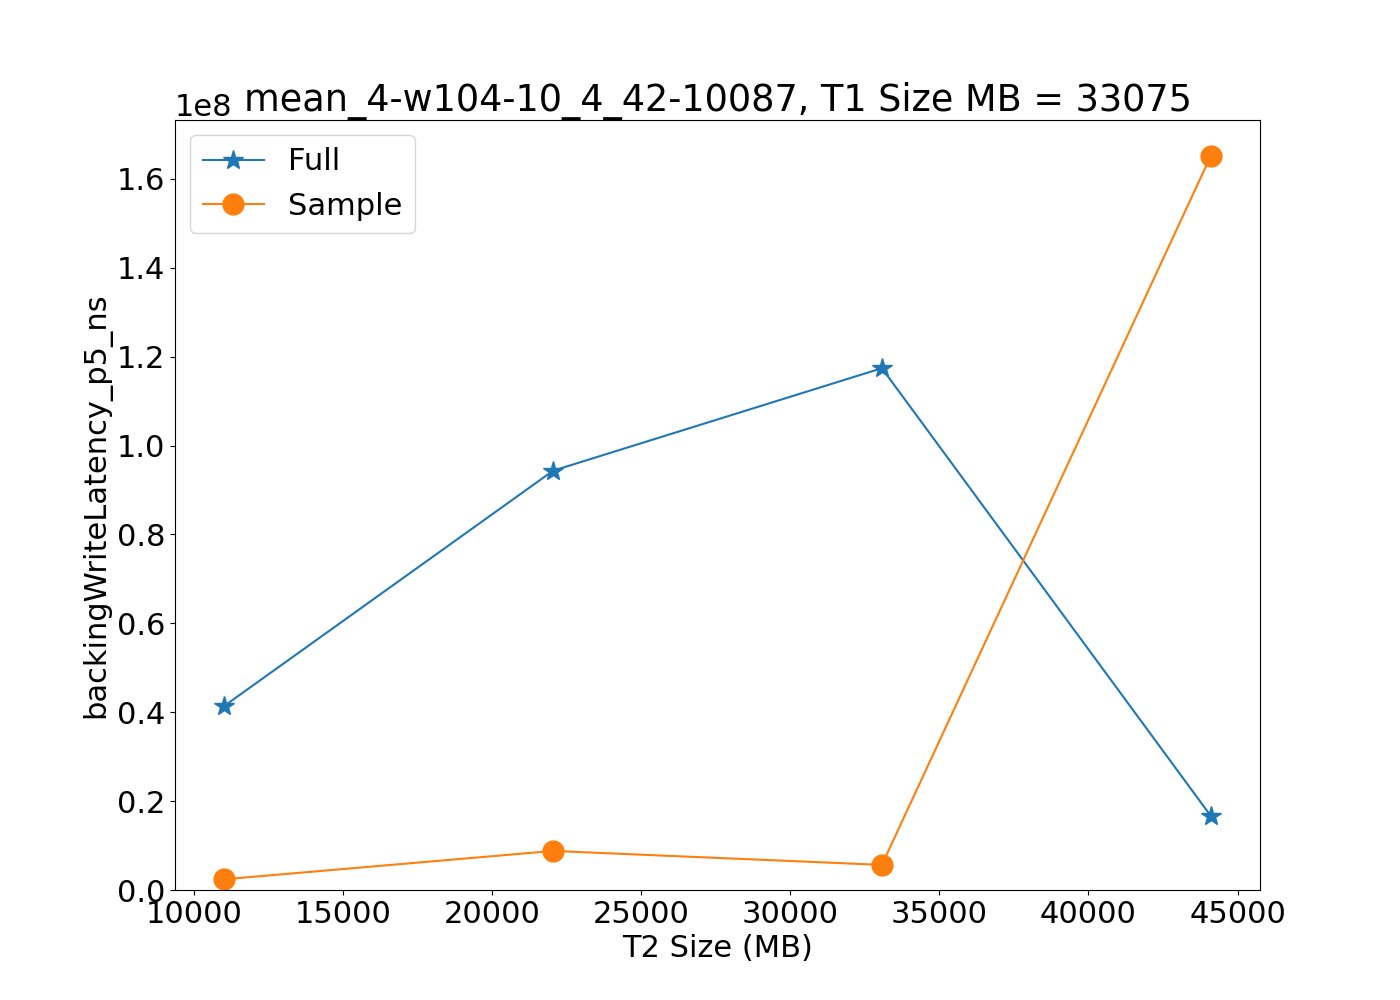 1e8 mean_4-w104-10_4_42-10087, T1 Size MB = 33075
Full
Sample
backingWriteLatency_p5_ns
1.6
1.4
1.2
1.0
0.8
0.6
0.4
0.2
0.0
10000 15000 20000 25000 30000 35000 40000 45000
T2 Size (MB)